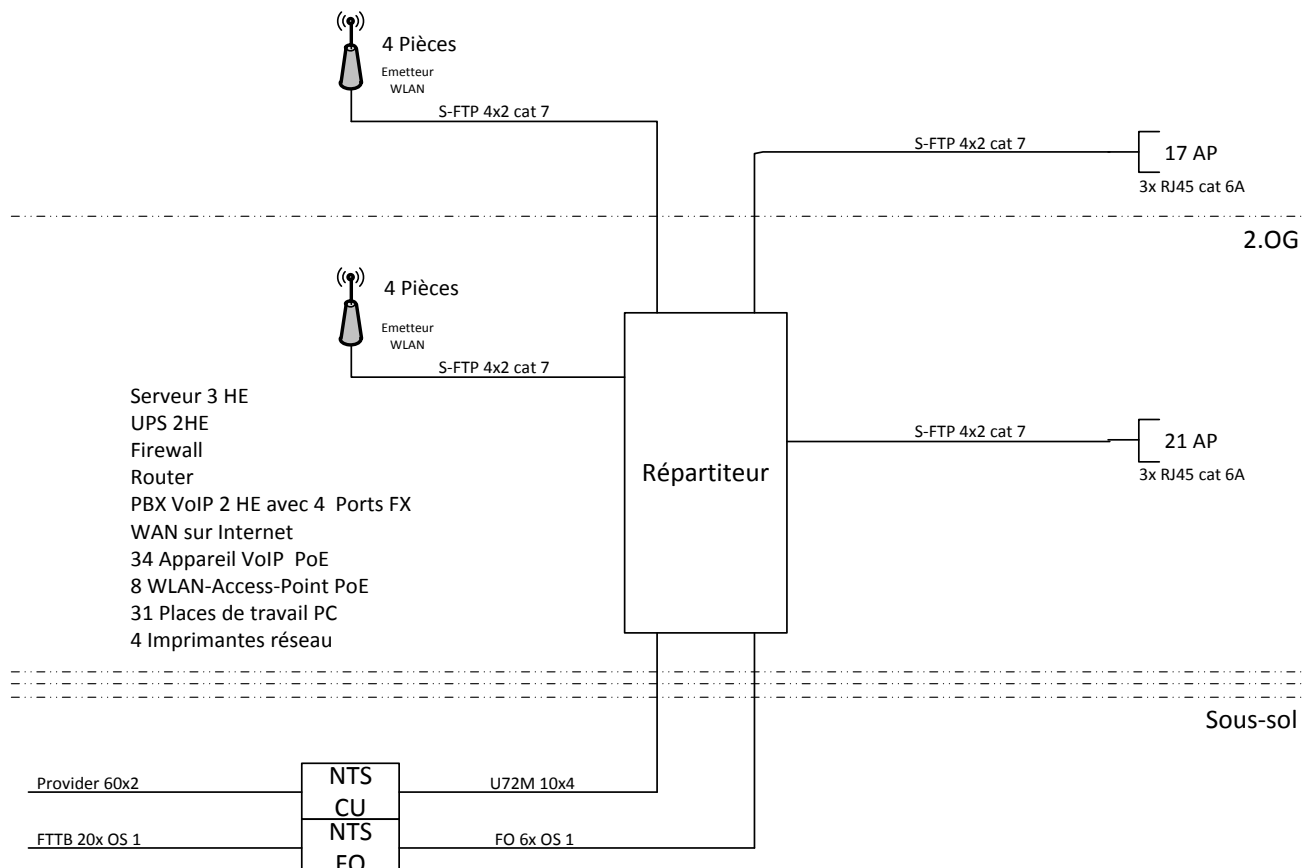 4 Pièces
Emetteur
WLAN
S-FTP 4x2 cat 7
S-FTP 4x2 cat 7
17 AP
3x RJ45 cat 6A
2.OG
4 Pièces
Emetteur
WLAN
S-FTP 4x2 cat 7
Serveur 3 HE
UPS 2HE
Firewall
Router
PBX VoIP 2 HE avec 4 Ports FX
WAN sur Internet
34 Appareil VoIP PoE
8 WLAN-Access-Point PoE
31 Places de travail PC
4 Imprimantes réseau
Répartiteur
S-FTP 4x2 cat 7
21 AP
3x RJ45 cat 6A
Sous-sol
Provider 60x2
NTS
CU
U72M 10x4
FTTB 20x OS 1
NTS
FO
FO 6x OS 1